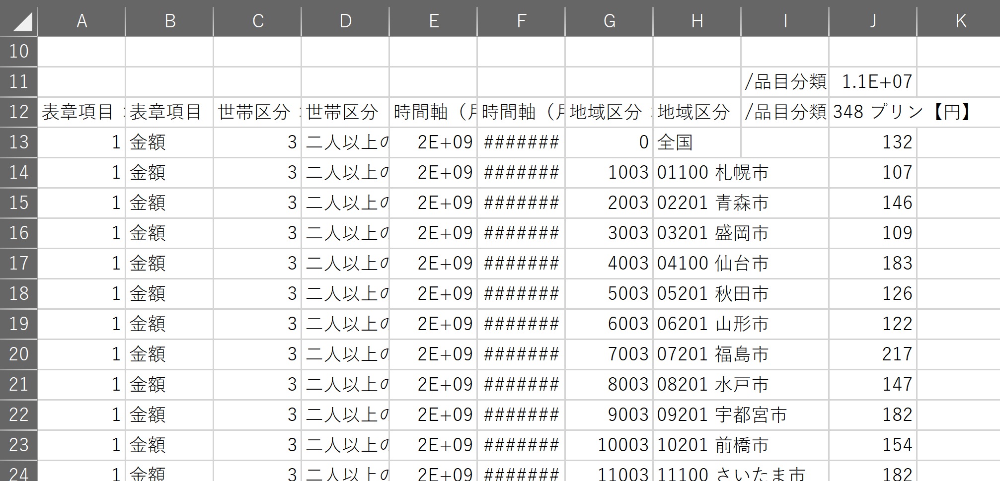 A B C D E F G H I J K
10
11 /品目分類 1.1E+07
12 表章項目 表章項目 世帯区分 世帯区分 時間軸（月 時間軸（月 地域区分 地域区分 /品目分類 348 プリン【円】
13 1 金額 3 二人以上の 2E+09 ####### 0 全国 132
14 1 金額 3 二人以上の 2E+09 ####### 1003 01100 札幌市 107
15 1 金額 3 二人以上の 2E+09 ####### 2003 02201 青森市 146
16 1 金額 3 二人以上の 2E+09 ####### 3003 03201 盛岡市 109
17 1 金額 3 二人以上の 2E+09 ####### 4003 04100 仙台市 183
18 1 金額 3 二人以上の 2E+09 ####### 5003 05201 秋田市 126
19 1 金額 3 二人以上の 2E+09 ####### 6003 06201 山形市 122
20 1 金額 3 二人以上の 2E+09 ####### 7003 07201 福島市 217
21 1 金額 3 二人以上の 2E+09 ####### 8003 08201 水戸市 147
22 1 金額 3 二人以上の 2E+09 ####### 9003 09201 宇都宮市 182
23 1 金額 3 二人以上の 2E+09 ####### 10003 10201 前橋市 154
24 1 金額 3 二人以上の 2E+09 ####### 11003 11100 さいたま市 182